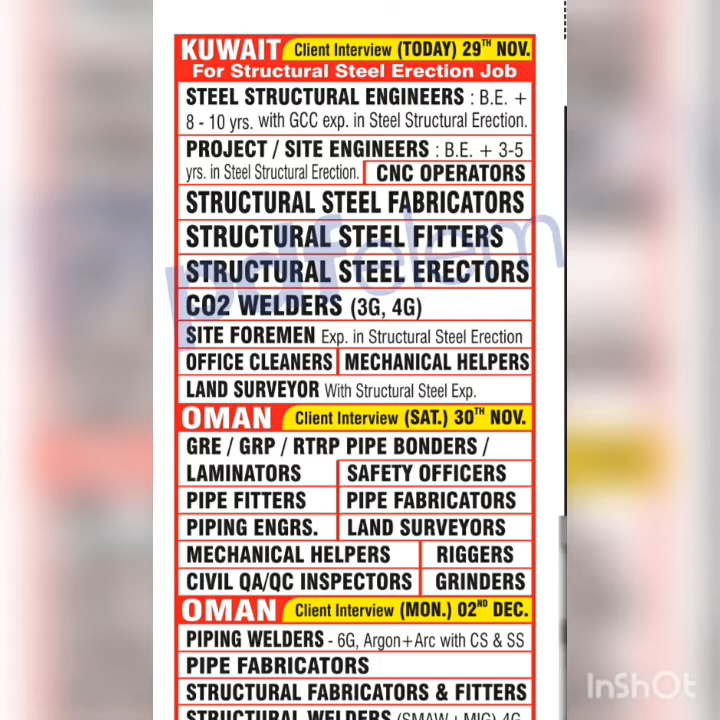 KUWAIT Client Interview (TODAY) 29TH NOV.
For Structural Steel Erection Job
STEEL STRUCTURAL ENGINEERS : B.E. +
8 - 10 yrs. with GCC exp. in Steel Structural Erection.
PROJECT / SITE ENGINEERS : B.E. + 3-5
yrs. in Steel Structural Erection. CNC OPERATORS
STRUCTURAL STEEL FABRICATORS
STRUCTURAL STEEL FITTERS
STRUCTURAL STEEL ERECTORS
CO2 WELDERS (3G, 4G)
SITE FOREMEN Exp. in Structural Steel Erection
OFFICE CLEANERS MECHANICAL HELPERS
LAND SURVEYOR With Structural Steel Exp.
OMAN Client Interview (SAT.) 30TH NOV.
GRE / GRP / RTRP PIPE BONDERS /
LAMINATORS SAFETY OFFICERS
PIPE FITTERS PIPE FABRICATORS
PIPING ENGRS. LAND SURVEYORS
MECHANICAL HELPERS RIGGERS
CIVIL QA/QC INSPECTORS GRINDERS
OMAN Client Interview (MON.) 02ND DEC.
PIPING WELDERS - 6G, Argon+Arc with CS & SS
PIPE FABRICATORS
STRUCTURAL FABRICATORS & FITTERS
STRUCTURAL WELDERS (SMAW+MIG) 4G
pdfelem
InShOt